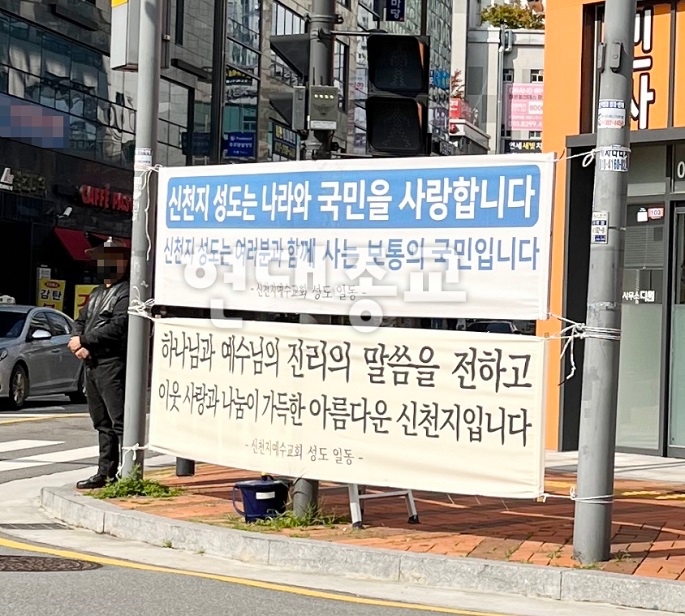 신천지 성도는 나라와 국민을 사랑합니다
신천지 성도는 여러분과 함께 사는 보통의 국민입니다
- 신천지예수교회 성도 일동 -
현대종교
하나님과 예수님의 진리의 말씀을 전하고
이웃 사랑과 나눔이 가득한 아름다운 신천지입니다
- 신천지예수교회 성도 일동 -
CAFFE
감탄
103